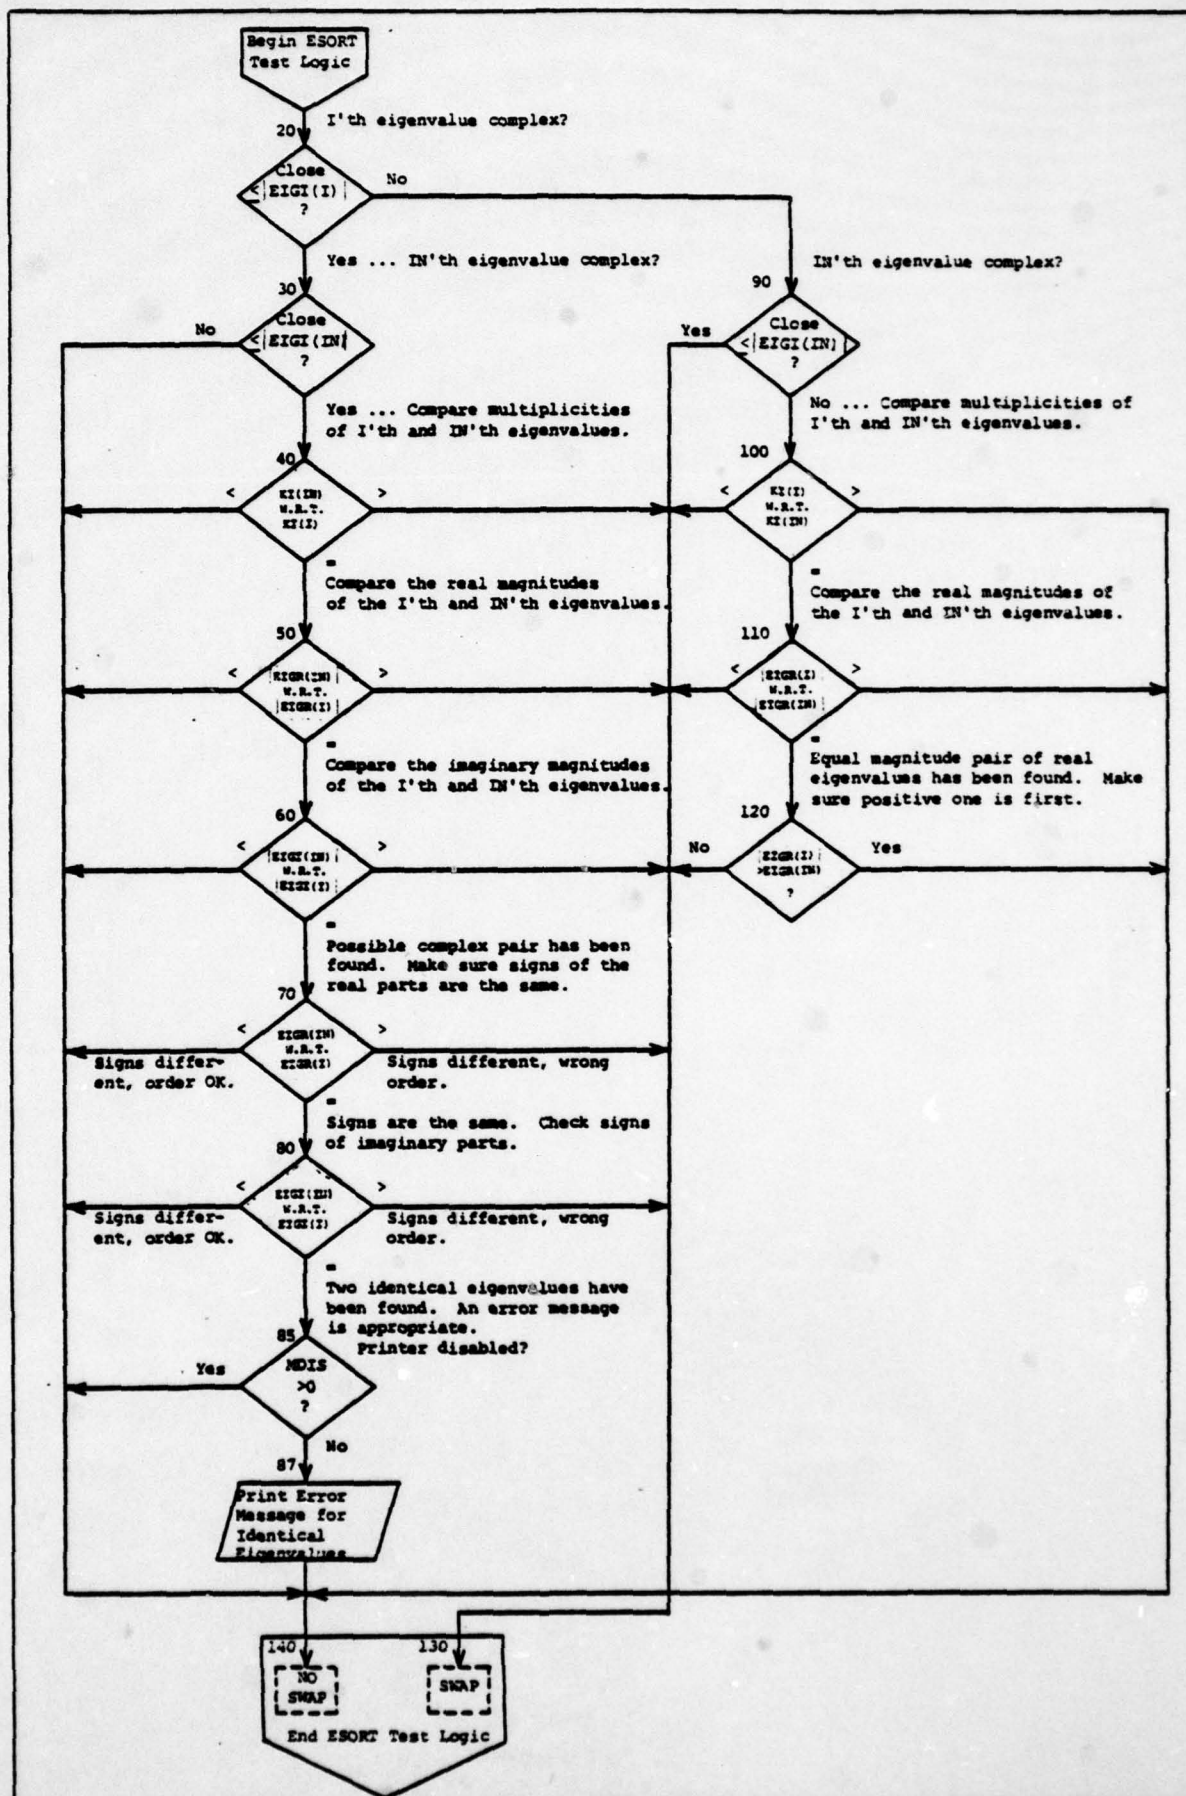 Begin ESORT
Test Logic
I'th eigenvalue complex?
20
Close
≤|EIGI(I)|
?
No
Yes ... IN'th eigenvalue complex?
30
Close
≤|EIGI(IN)|
?
No
IN'th eigenvalue complex?
90
Close
≤|EIGI(IN)|
?
Yes
Yes ... Compare multiplicities
of I'th and IN'th eigenvalues.
No ... Compare multiplicities of
I'th and IN'th eigenvalues.
40
< >
KI(IN)
W.R.T.
KI(I)
100
< >
KI(I)
W.R.T.
KI(IN)
=
Compare the real magnitudes
of the I'th and IN'th eigenvalues.
=
Compare the real magnitudes of
the I'th and IN'th eigenvalues.
50
< >
|EIGR(IN)|
W.R.T.
|EIGR(I)|
110
< >
|EIGR(I)|
W.R.T.
|EIGR(IN)|
=
Compare the imaginary magnitudes
of the I'th and IN'th eigenvalues.
=
Equal magnitude pair of real
eigenvalues has been found. Make
sure positive one is first.
60
< >
|EIGI(IN)|
W.R.T.
|EIGI(I)|
120
No
Yes
|EIGR(I)|
>EIGR(IN)
?
=
Possible complex pair has been
found. Make sure signs of the
real parts are the same.
70
< >
EIGR(IN)
W.R.T.
EIGR(I)
Signs differ-
ent, order OK.
Signs different, wrong
order.
=
Signs are the same. Check signs
of imaginary parts.
80
< >
EIGI(IN)
W.R.T.
EIGI(I)
Signs differ-
ent, order OK.
Signs different, wrong
order.
=
Two identical eigenvalues have
been found. An error message
is appropriate.
Printer disabled?
85
Yes
MDIS
>0
?
No
87
Print Error
Message for
Identical
Eigenvalues
140
NO
SWAP
130
SWAP
End ESORT Test Logic